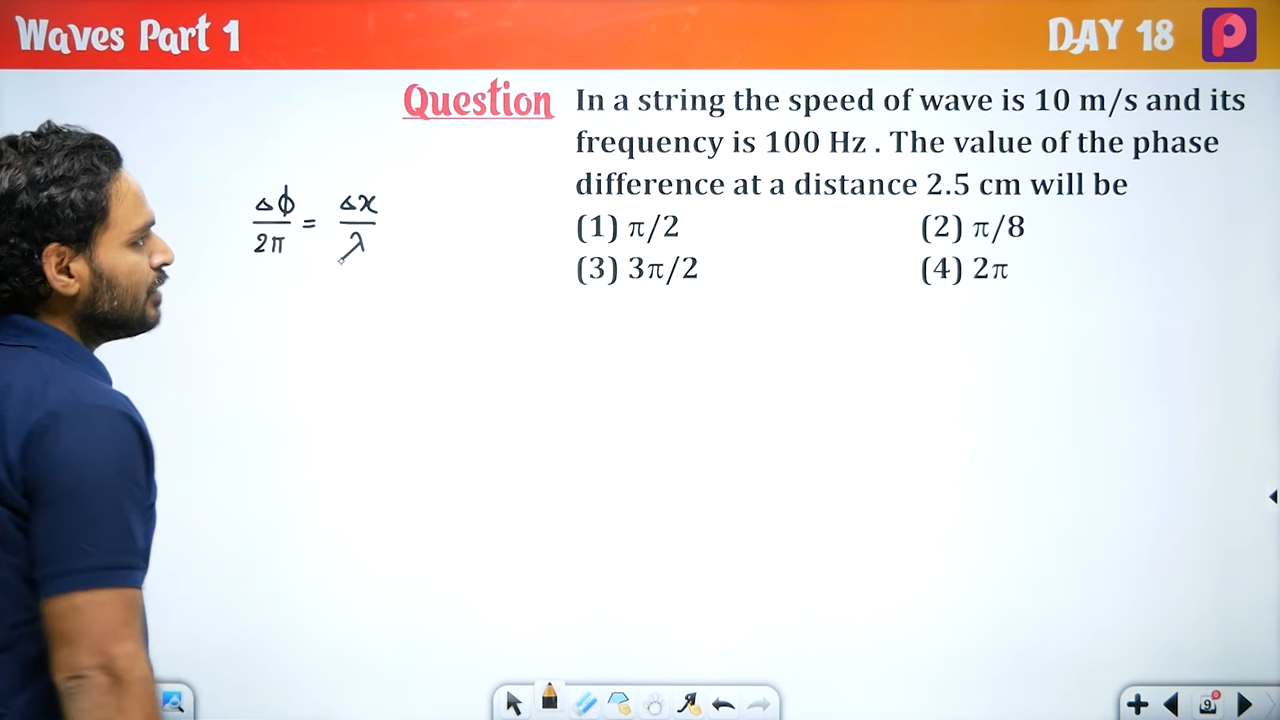 Waves Part 1
DAY 18
Question
In a string the speed of wave is 10 m/s and its
frequency is 100 Hz . The value of the phase
difference at a distance 2.5 cm will be
(1) π/2
(2) π/8
(3) 3π/2
(4) 2π
Δϕ/2π = Δx/λ
9